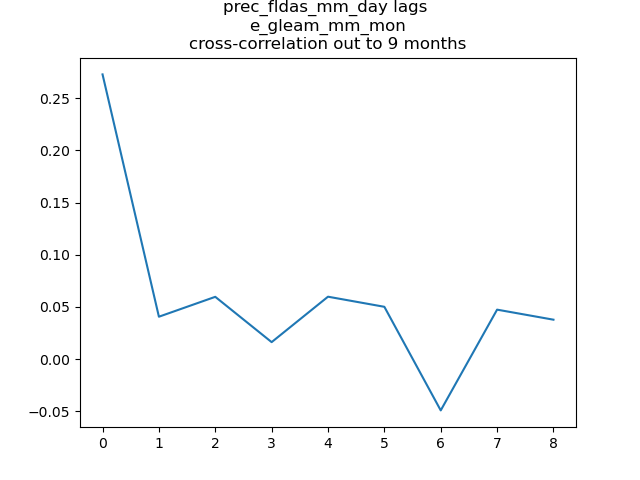 prec_fldas_mm_day lags
e_gleam_mm_mon
cross-correlation out to 9 months
0.25
0.20
0.15
0.10
0.05
0.00
−0.05
0 1 2 3 4 5 6 7 8